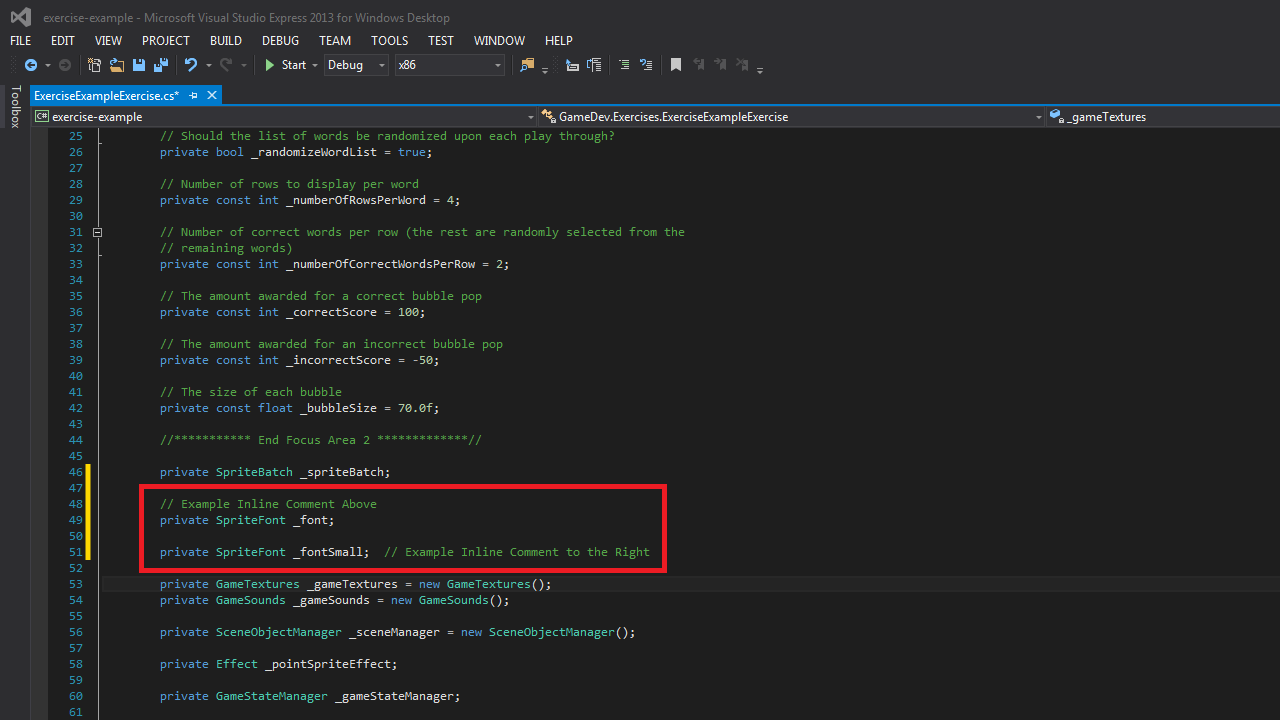 exercise-example - Microsoft Visual Studio Express 2013 for Windows Desktop
FILE EDIT VIEW PROJECT BUILD DEBUG TEAM TOOLS TEST WINDOW HELP
Start Debug x86
Toolbox
ExerciseExampleExercise.cs*
C# exercise-example GameDev.Exercises.ExerciseExampleExercise _gameTextures
25 // Should the list of words be randomized upon each play through?
26 private bool _randomizeWordList = true;
27
28 // Number of rows to display per word
29 private const int _numberOfRowsPerWord = 4;
30
31 // Number of correct words per row (the rest are randomly selected from the
32 // remaining words)
33 private const int _numberOfCorrectWordsPerRow = 2;
34
35 // The amount awarded for a correct bubble pop
36 private const int _correctScore = 100;
37
38 // The amount awarded for an incorrect bubble pop
39 private const int _incorrectScore = -50;
40
41 // The size of each bubble
42 private const float _bubbleSize = 70.0f;
43
44 //*********** End Focus Area 2 *************//
45
46 private SpriteBatch _spriteBatch;
47
48 // Example Inline Comment Above
49 private SpriteFont _font;
50
51 private SpriteFont _fontSmall; // Example Inline Comment to the Right
52
53 private GameTextures _gameTextures = new GameTextures();
54 private GameSounds _gameSounds = new GameSounds();
55
56 private SceneObjectManager _sceneManager = new SceneObjectManager();
57
58 private Effect _pointSpriteEffect;
59
60 private GameStateManager _gameStateManager;
61